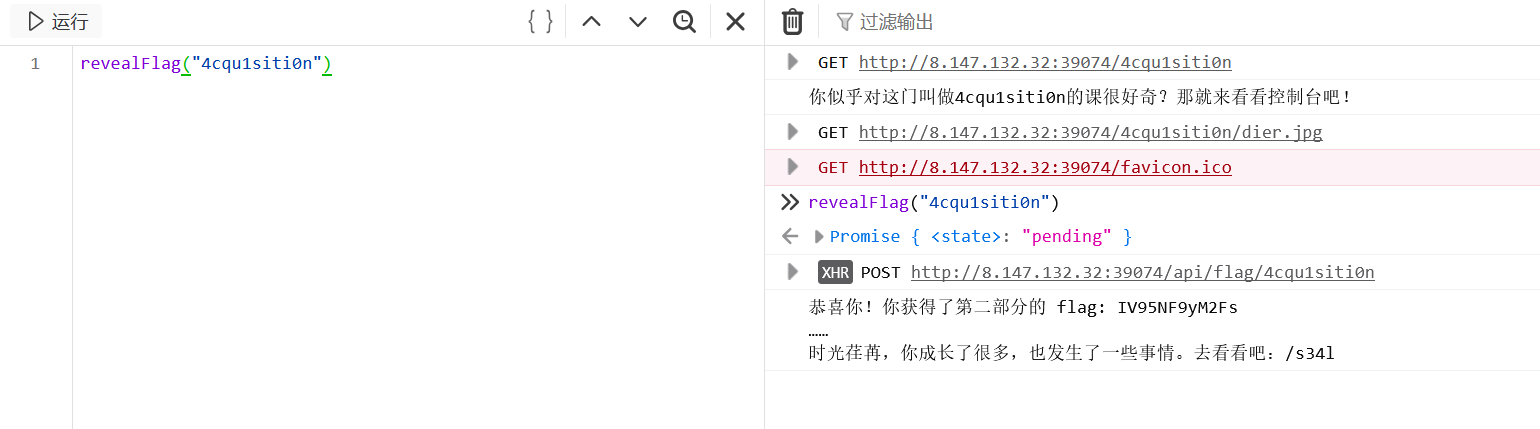 运行
{ }
1 revealFlag("4cqu1siti0n")
过滤输出
GET http://8.147.132.32:39074/4cqu1siti0n
你似乎对这门叫做4cqu1siti0n的课很好奇？那就来看看控制台吧！
GET http://8.147.132.32:39074/4cqu1siti0n/dier.jpg
GET http://8.147.132.32:39074/favicon.ico
revealFlag("4cqu1siti0n")
Promise { <state>: "pending" }
XHR POST http://8.147.132.32:39074/api/flag/4cqu1siti0n
恭喜你！你获得了第二部分的 flag: IV95NF9yM2Fs
……
时光荏苒，你成长了很多，也发生了一些事情。去看看吧：/s34l